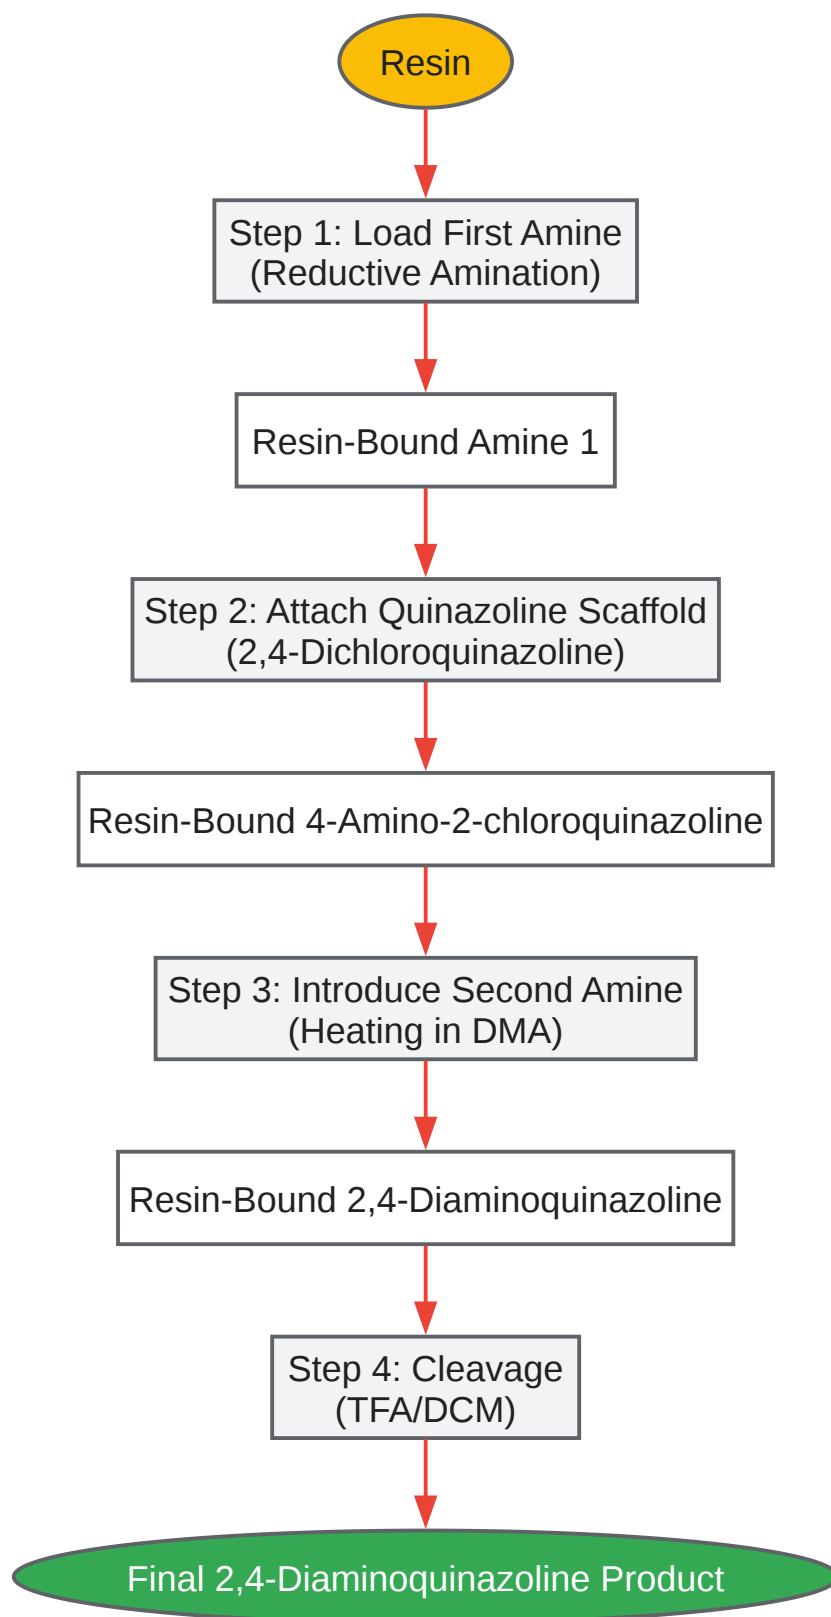 Resin
Step 1: Load First Amine
(Reductive Amination)
Resin-Bound Amine 1
Step 2: Attach Quinazoline Scaffold
(2,4-Dichloroquinazoline)
Resin-Bound 4-Amino-2-chloroquinazoline
Step 3: Introduce Second Amine
(Heating in DMA)
Resin-Bound 2,4-Diaminoquinazoline
Step 4: Cleavage
(TFA/DCM)
Final 2,4-Diaminoquinazoline Product